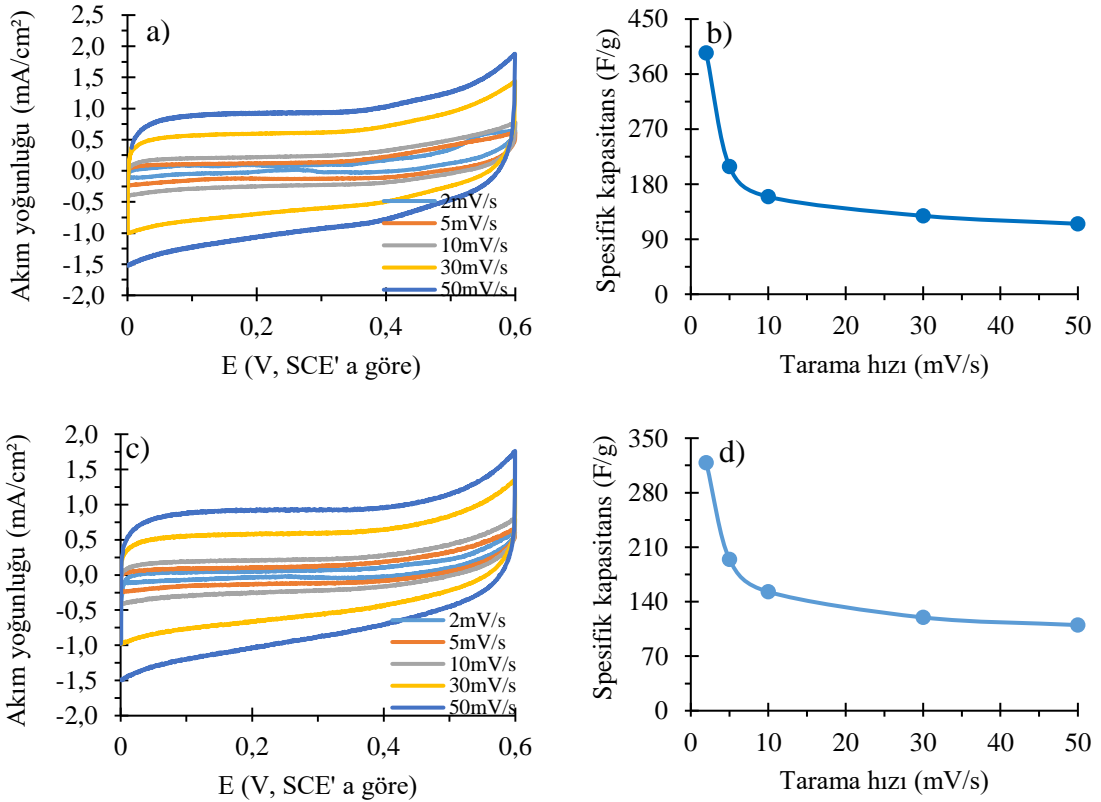 a)
Akım yoğunluğu (mA/cm²)
2,0
1,5
1,0
0,5
0,0
-0,5
-1,0
-1,5
-2,0
0
0,2
0,4
0,6
E (V, SCE' a göre)
2mV/s
5mV/s
10mV/s
30mV/s
50mV/s
b)
Spesifik kapasitans (F/g)
450
360
270
180
90
0
0
10
20
30
40
50
Tarama hızı (mV/s)
c)
Akım yoğunluğu (mA/cm²)
2,0
1,5
1,0
0,5
0,0
-0,5
-1,0
-1,5
-2,0
0
0,2
0,4
0,6
E (V, SCE' a göre)
2mV/s
5mV/s
10mV/s
30mV/s
50mV/s
d)
Spesifik kapasitans (F/g)
350
280
210
140
70
0
0
10
20
30
40
50
Tarama hızı (mV/s)